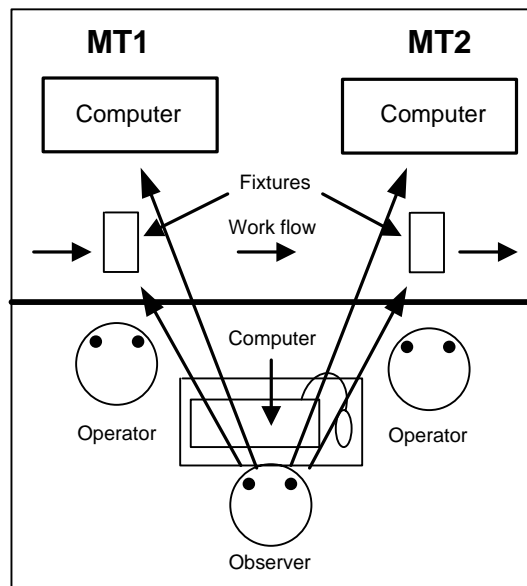 MT1
MT2
Computer
Computer
Fixtures
Work flow
Computer
Operator
Operator
Observer